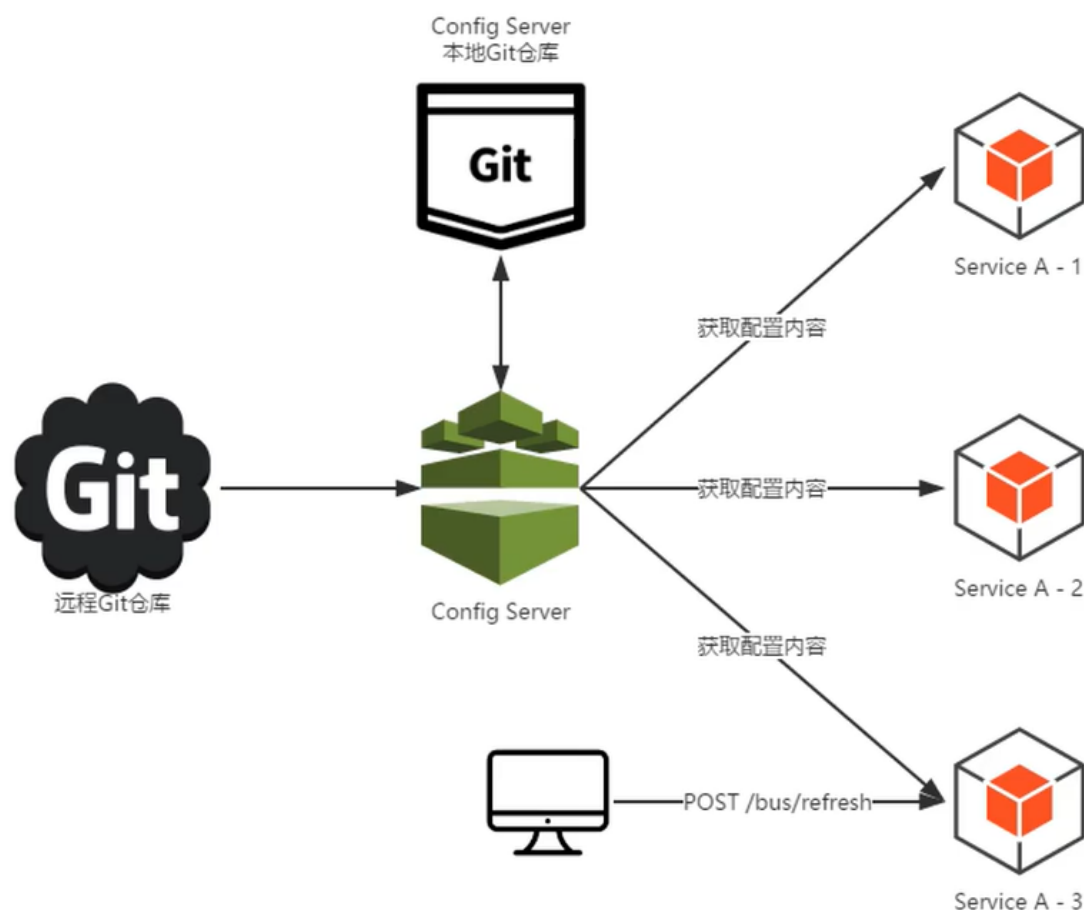 Config Server
本地Git仓库
Git
Service A - 1
获取配置内容
Git
远程Git仓库
获取配置内容
Config Server
Service A - 2
获取配置内容
POST /bus/refresh
Service A - 3